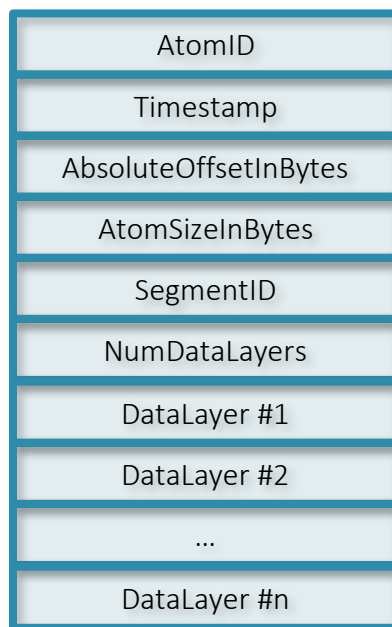 AtomID
Timestamp
AbsoluteOffsetInBytes
AtomSizeInBytes
SegmentID
NumDataLayers
DataLayer #1
DataLayer #2
...
DataLayer #n